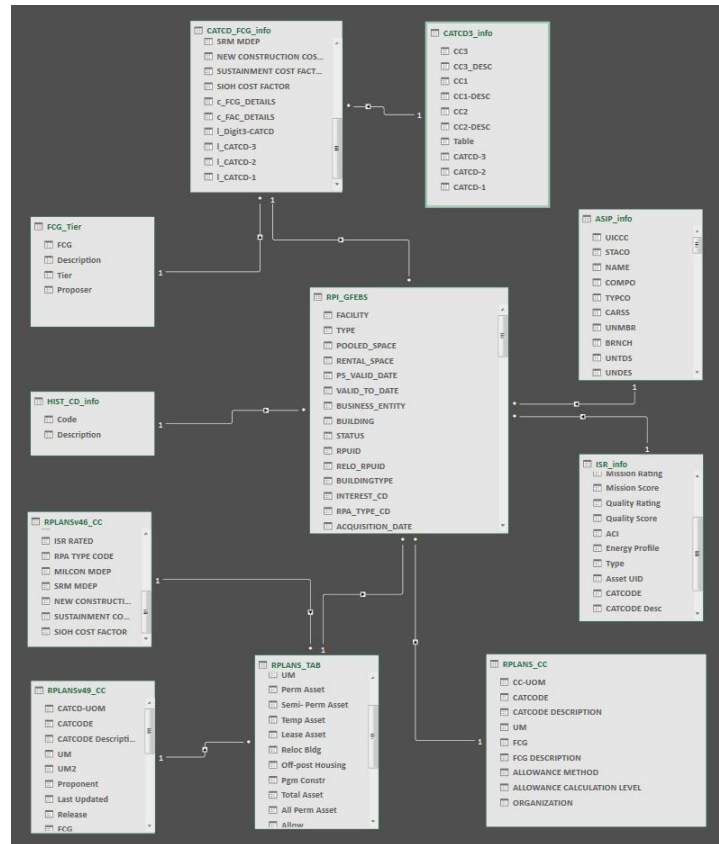 CATCD_FCG_info
SRM MDEP
NEW CONSTRUCTION COS...
SUSTAINMENT COST FACT...
SIOH COST FACTOR
c_FCG_DETAILS
c_FAC_DETAILS
l_Digit3-CATCD
l_CATCD-3
l_CATCD-2
l_CATCD-1
CATCD3_info
CC3
CC3_DESC
CC1
CC1-DESC
CC2
CC2-DESC
Table
CATCD-3
CATCD-2
CATCD-1
*
1
*
1
FCG_Tier
FCG
Description
Tier
Proposer
1
*
ASIP_info
UICCC
STACO
NAME
COMPO
TYPCO
CARSS
UNMBR
BRNCH
UNTDS
UNDES
1
RPI_GFEBS
FACILITY
TYPE
POOLED_SPACE
RENTAL_SPACE
PS_VALID_DATE
VALID_TO_DATE
BUSINESS_ENTITY
BUILDING
STATUS
RPUID
RELO_RPUID
BUILDINGTYPE
INTEREST_CD
RPA_TYPE_CD
ACQUISITION_DATE
*
*
HIST_CD_info
Code
Description
1
*
1
ISR_info
Mission Rating
Mission Score
Quality Rating
Quality Score
ACI
Energy Profile
Type
Asset UID
CATCODE
CATCODE Desc
RPLANSv46_CC
ISR RATED
RPA TYPE CODE
MILCON MDEP
SRM MDEP
NEW CONSTRUCTI...
SUSTAINMENT CO...
SIOH COST FACTOR
1
*
*
*
1
RPLANS_TAB
UM
Perm Asset
Semi- Perm Asset
Temp Asset
Lease Asset
Reloc Bldg
Off-post Housing
Pgm Constr
Total Asset
All Perm Asset
Allow
RPLANSv49_CC
CATCD-UOM
CATCODE
CATCODE Descripti...
UM
UM2
Proponent
Last Updated
Release
FCG
1
*
RPLANS_CC
CC-UOM
CATCODE
CATCODE DESCRIPTION
UM
FCG
FCG DESCRIPTION
ALLOWANCE METHOD
ALLOWANCE CALCULATION LEVEL
ORGANIZATION
1